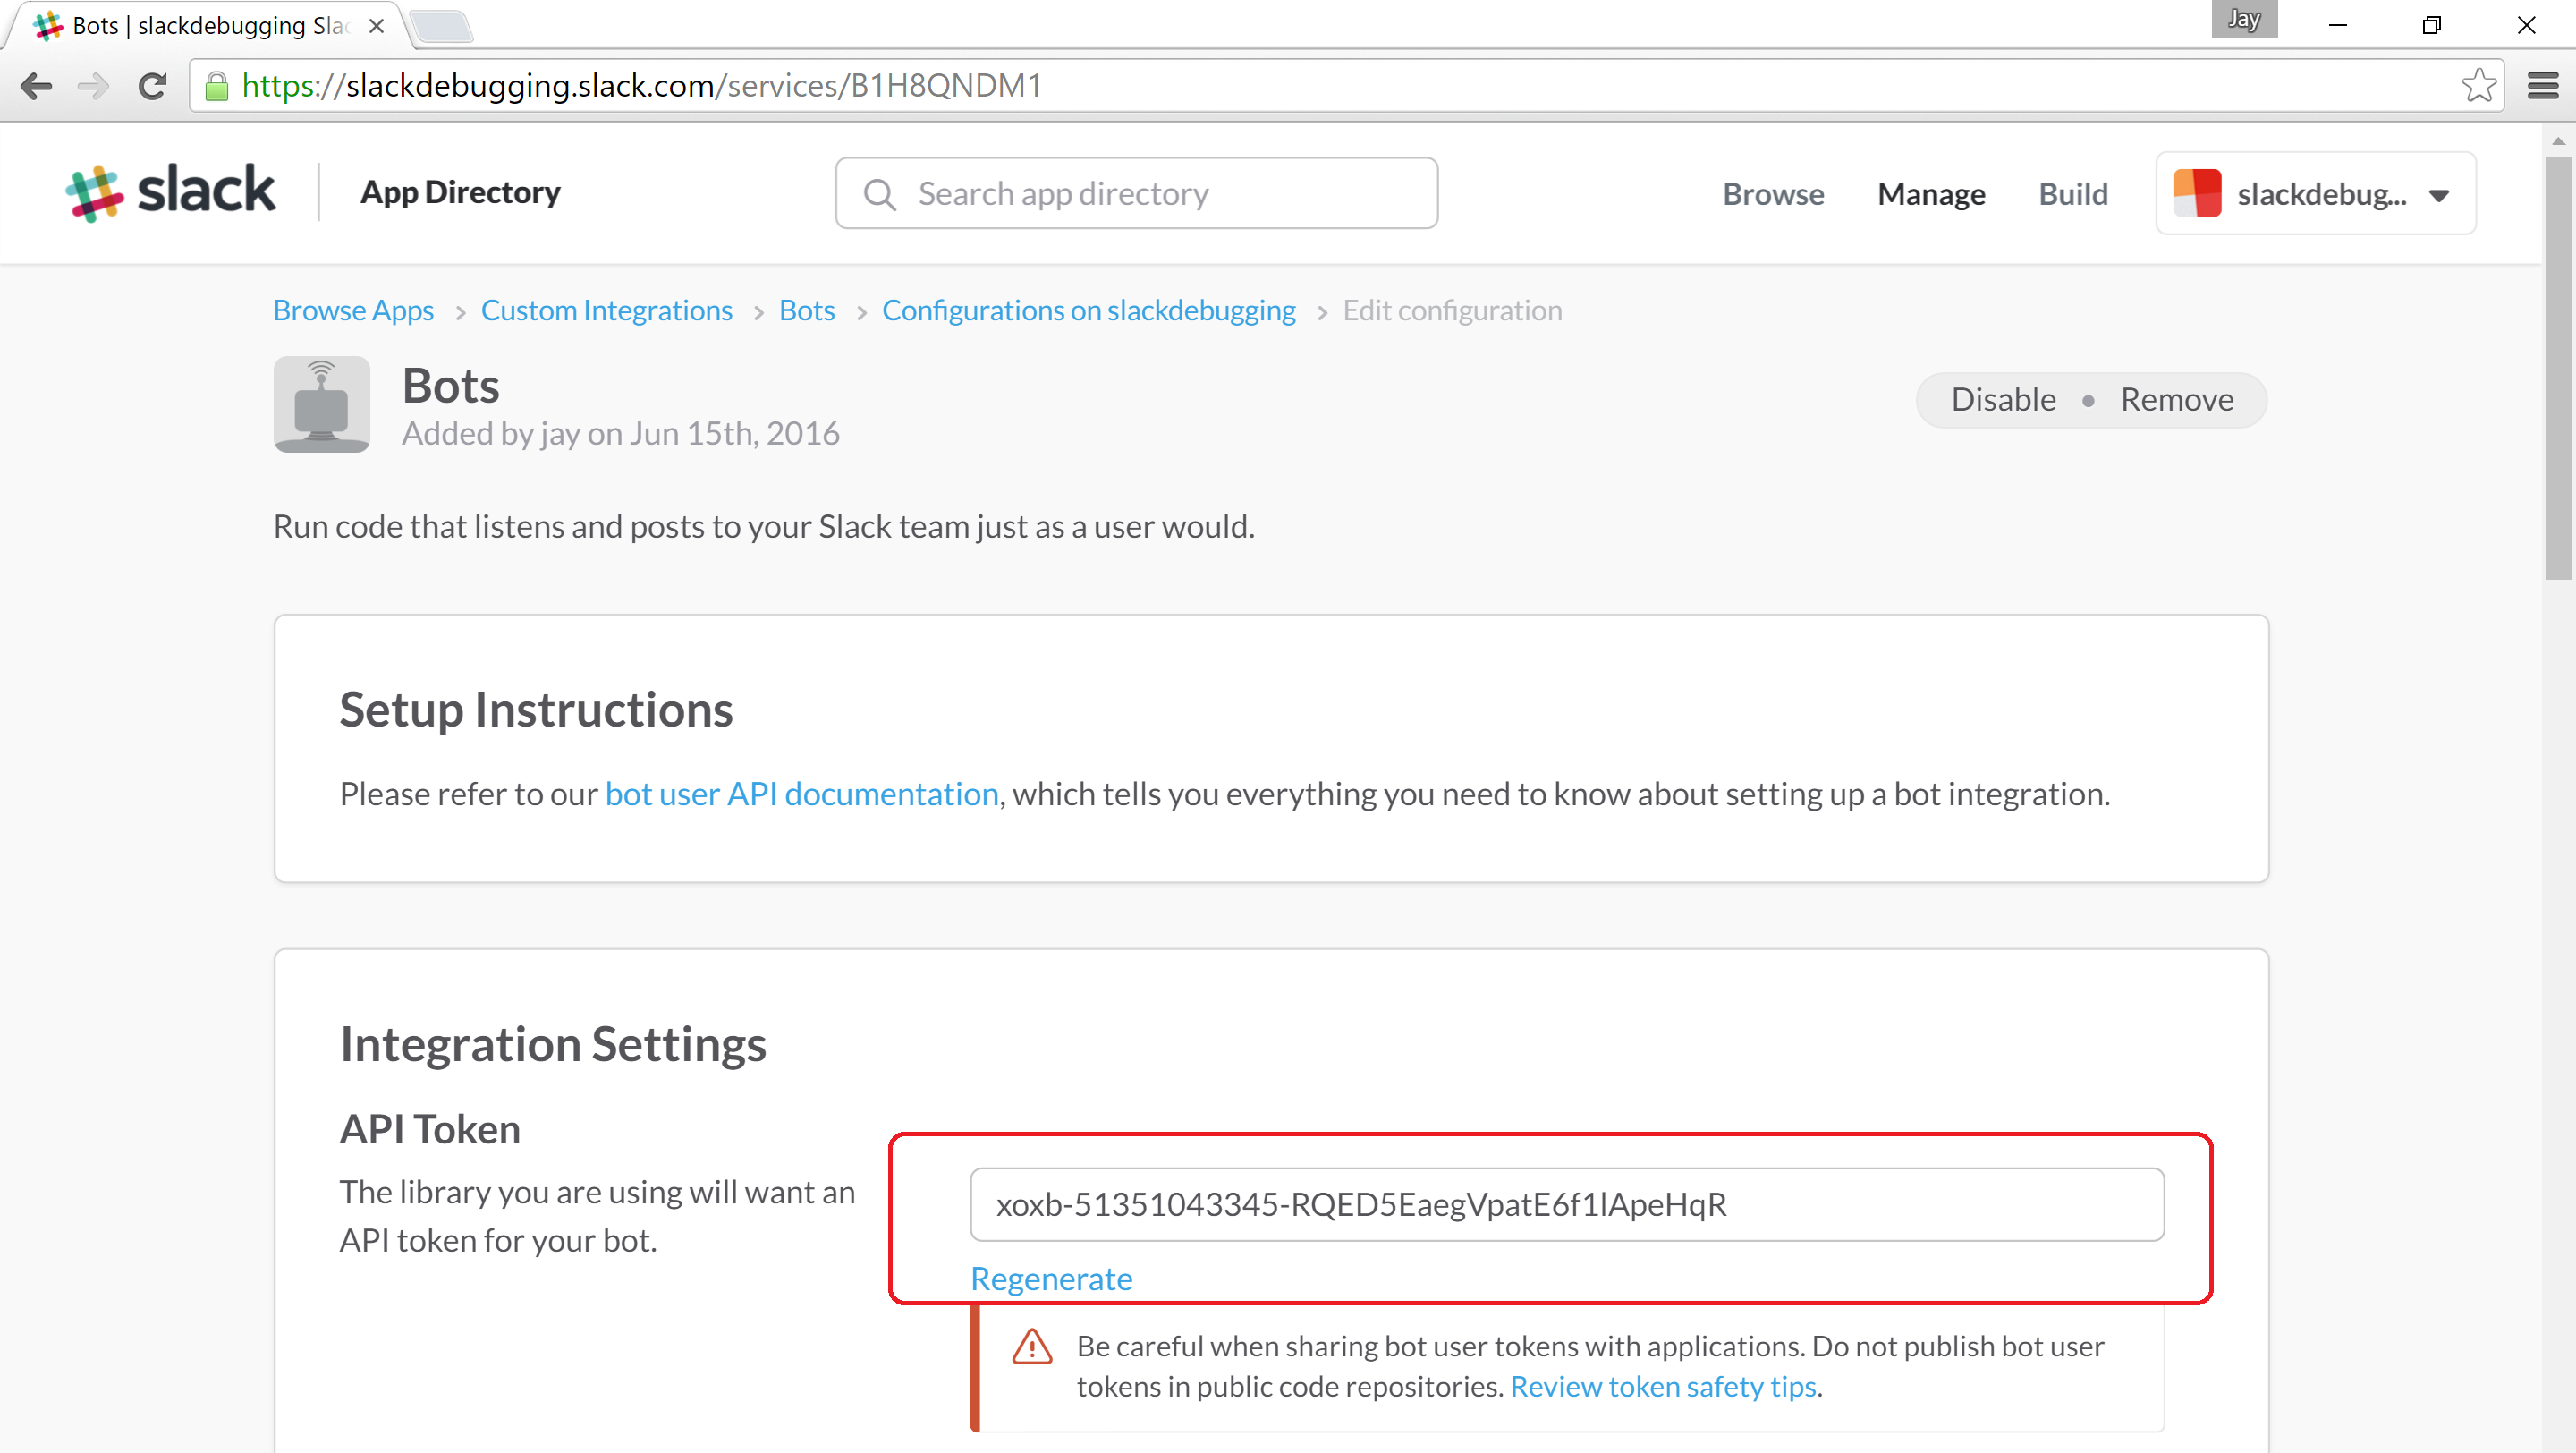 Bots | slackdebugging Slac
Jay
https://slackdebugging.slack.com/services/B1H8QNDM1
slack
App Directory
Search app directory
Browse
Manage
Build
slackdebug...
Browse Apps > Custom Integrations > Bots > Configurations on slackdebugging > Edit configuration
Bots
Added by jay on Jun 15th, 2016
Disable • Remove
Run code that listens and posts to your Slack team just as a user would.
Setup Instructions
Please refer to our bot user API documentation, which tells you everything you need to know about setting up a bot integration.
Integration Settings
API Token
The library you are using will want an
API token for your bot.
xoxb-51351043345-RQED5EaegVpatE6f1lApeHqR
Regenerate
Be careful when sharing bot user tokens with applications. Do not publish bot user
tokens in public code repositories. Review token safety tips.